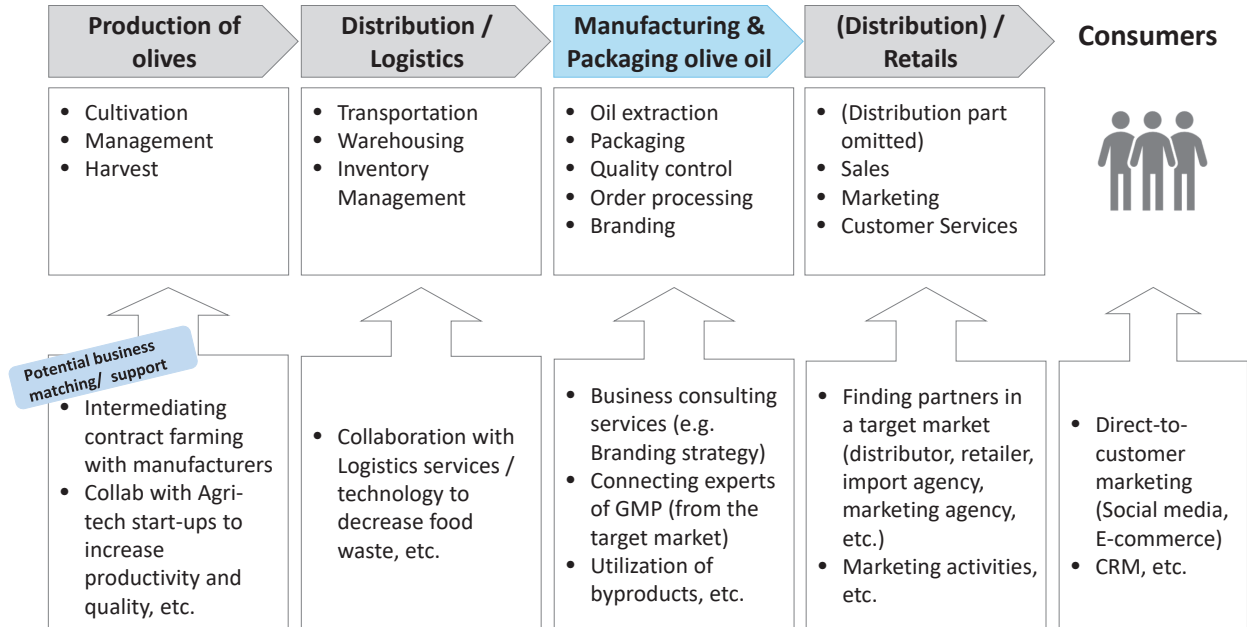 Production of
olives
Distribution /
Logistics
Manufacturing &
Packaging olive oil
(Distribution) /
Retails
Consumers
• Cultivation
• Management
• Harvest
• Transportation
• Warehousing
• Inventory
Management
• Oil extraction
• Packaging
• Quality control
• Order processing
• Branding
• (Distribution part
omitted)
• Sales
• Marketing
• Customer Services
Potential business
matching/ support
• Intermediating
contract farming
with manufacturers
• Collab with Agri-
tech start-ups to
increase
productivity and
quality, etc.
• Collaboration with
Logistics services /
technology to
decrease food
waste, etc.
• Business consulting
services (e.g.
Branding strategy)
• Connecting experts
of GMP (from the
target market)
• Utilization of
byproducts, etc.
• Finding partners in
a target market
(distributor, retailer,
import agency,
marketing agency,
etc.)
• Marketing activities,
etc.
• Direct-to-
customer
marketing
(Social media,
E-commerce)
• CRM, etc.